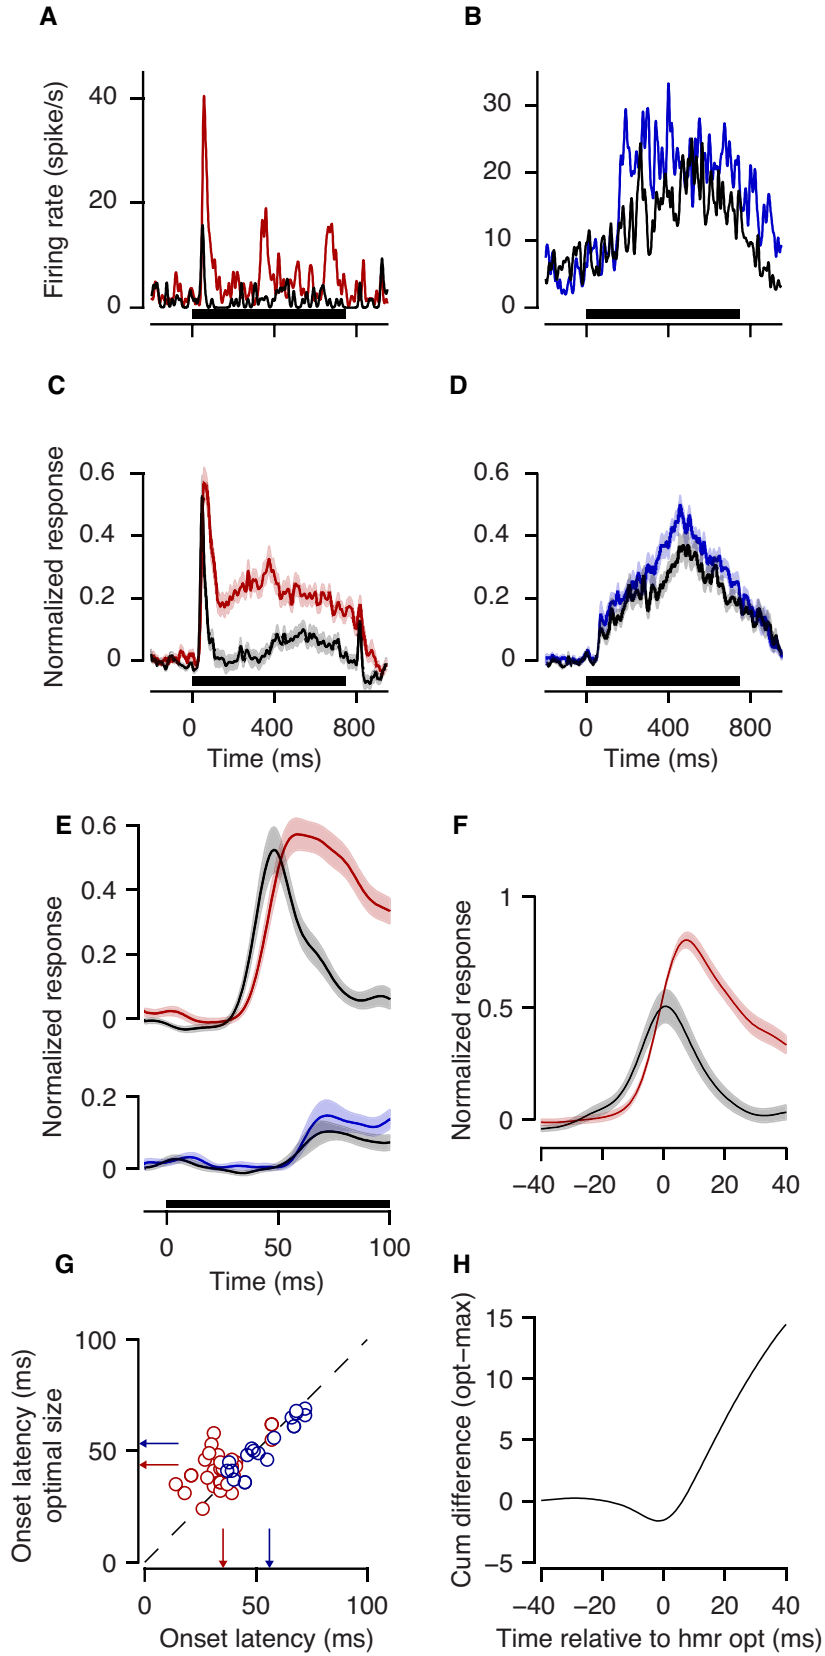 A
Firing rate (spike/s)
40
20
0
B
30
20
10
0
C
Normalized response
0.6
0.4
0.2
0
0 400 800
Time (ms)
D
0.6
0.4
0.2
0
0 400 800
Time (ms)
E
Normalized response
0.6
0.4
0.2
0
0.2
0
0 50 100
Time (ms)
F
Normalized response
1
0.5
0
−40 −20 0 20 40
G
Onset latency (ms)
optimal size
100
50
0
0 50 100
Onset latency (ms)
H
Cum difference (opt−max)
15
10
5
0
−5
−40 −20 0 20 40
Time relative to hmr opt (ms)